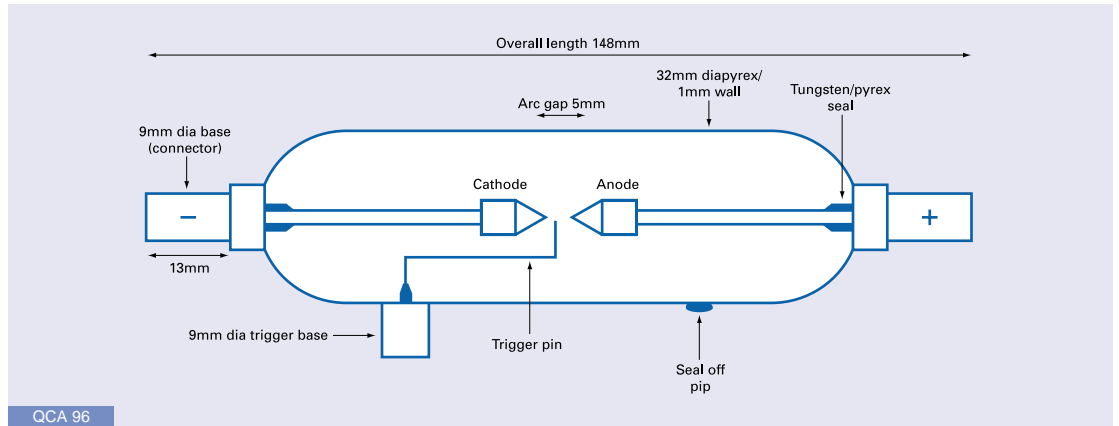 Overall length 148mm
32mm diapyrex/
1mm wall
Tungsten/pyrex
seal
Arc gap 5mm
9mm dia base
(connector)
Cathode
Anode
–
+
13mm
9mm dia trigger base
Trigger pin
Seal off
pip
QCA 96